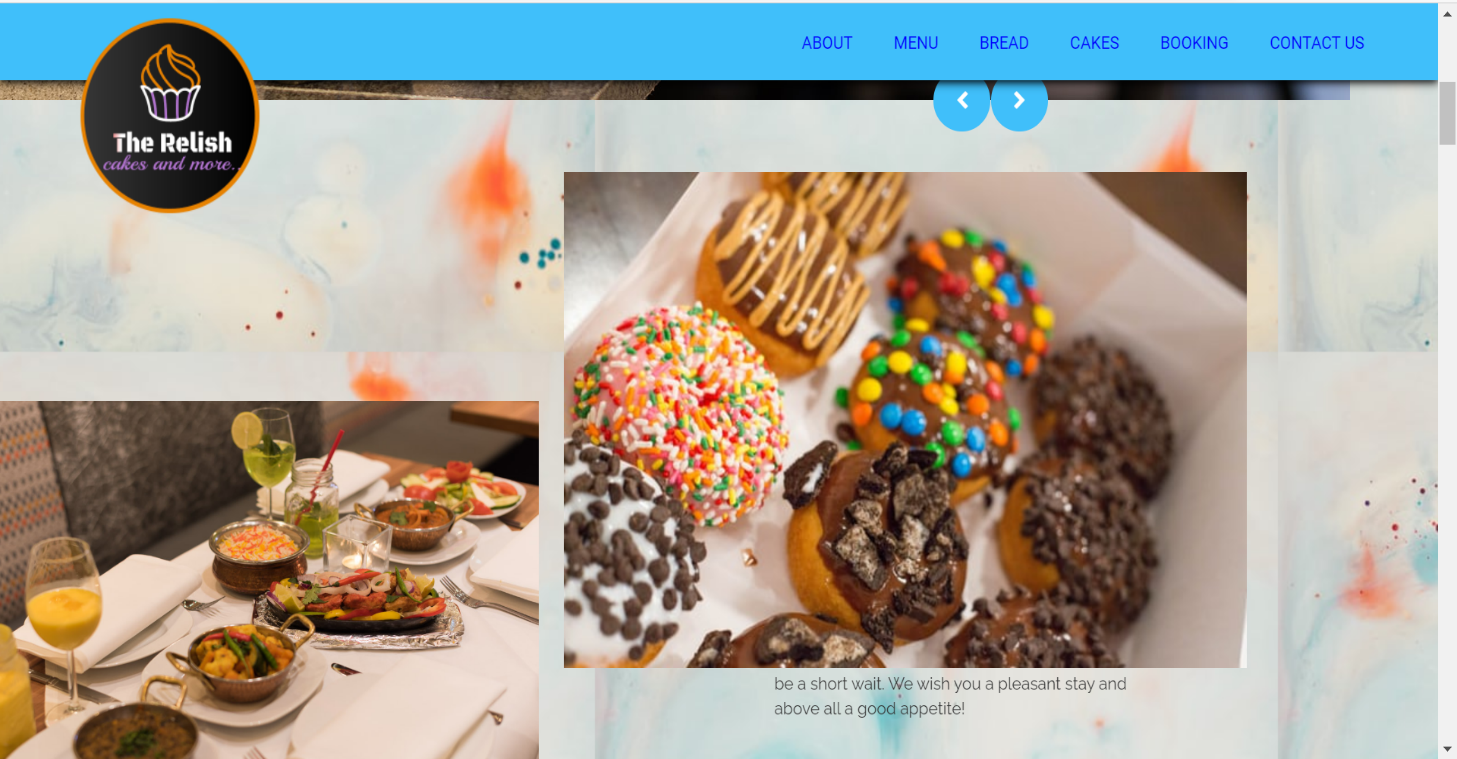 ABOUT MENU BREAD CAKES BOOKING CONTACT US
The Relish
cakes and more..
be a short wait. We wish you a pleasant stay and
above all a good appetite!